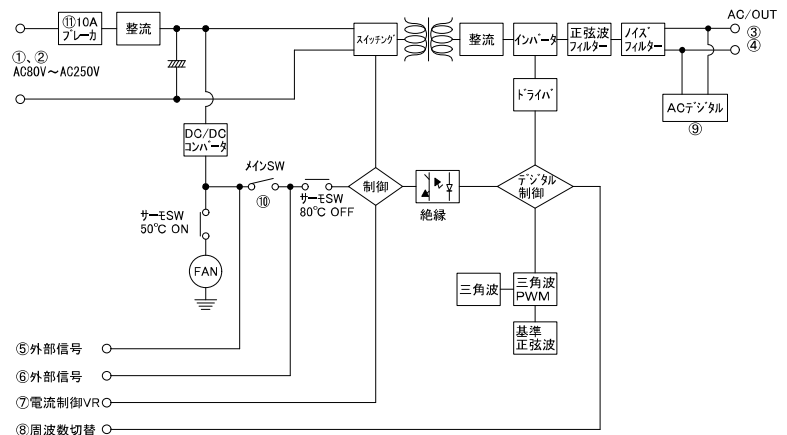 ⑪10A
ブレーカ
整流
①、②
AC80V～AC250V
スイッチング
整流
インバータ
正弦波
フィルター
ノイズ
フィルター
AC/OUT
③
④
ドライバ
ACデジタル
⑨
DC/DC
コンバータ
メインSW
⑩
サーモSW
80℃ OFF
制御
絶縁
デジタル
制御
サーモSW
50℃ ON
FAN
三角波
三角波
PWM
基準
正弦波
⑤外部信号
⑥外部信号
⑦電流制御VR
⑧周波数切替